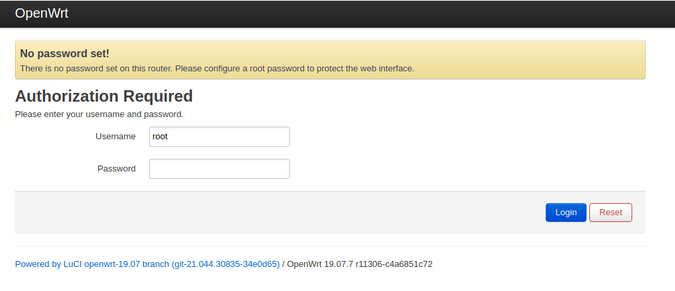 OpenWrt
No password set!
There is no password set on this router. Please configure a root password to protect the web interface.
Authorization Required
Please enter your username and password.
Username root
Password
Login Reset
Powered by LuCI openwrt-19.07 branch (git-21.044.30835-34e0d65) / OpenWrt 19.07.7 r11306-c4a6851c72